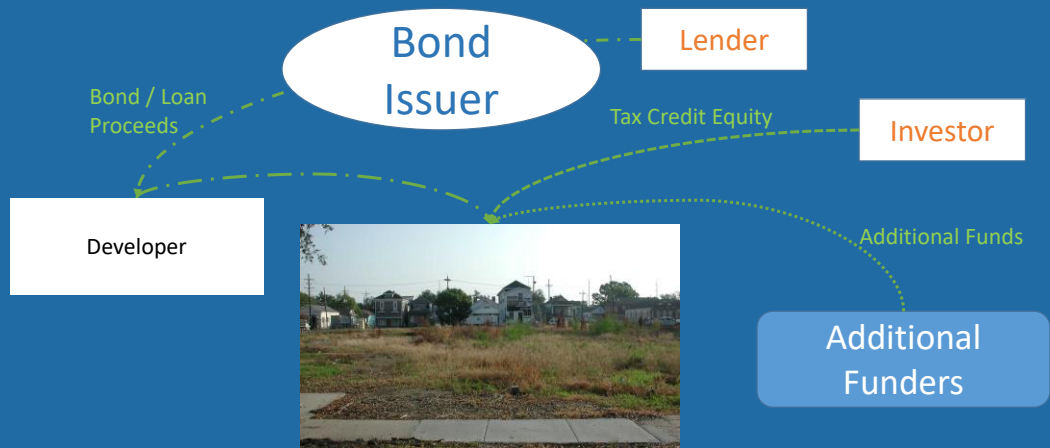 Bond
Issuer
Lender
Bond / Loan
Proceeds
Tax Credit Equity
Investor
Developer
Additional Funds
Additional
Funders